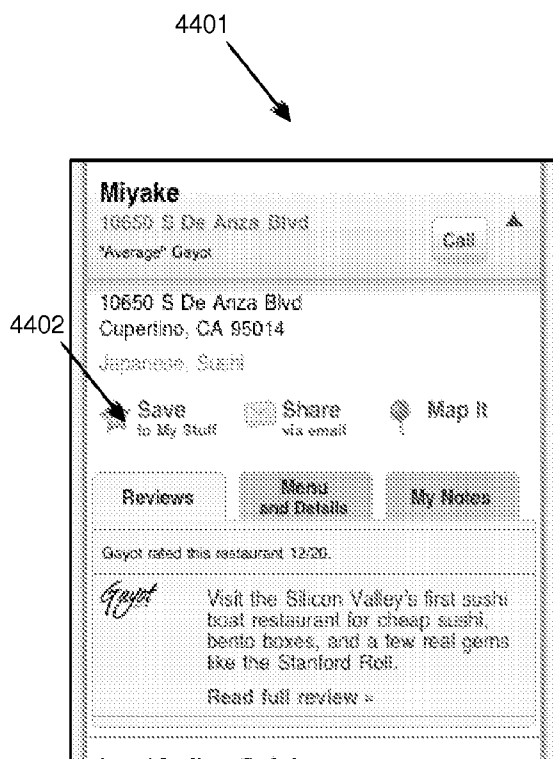 4401
Miyake
10650 S De Anza Blvd
"Average" Gayot
Call
10650 S De Anza Blvd
Cupertino, CA 95014
4402
Japanese, Sushi
Save
to My Stuff
Share
via email
Map It
Reviews
Menu
and Details
My Notes
Gayot rated this restaurant 12/20.
Gayot
Visit the Silicon Valley's first sushi
boat restaurant for cheap sushi,
bento boxes, and a few real gems
like the Stanford Roll.
Read full review »